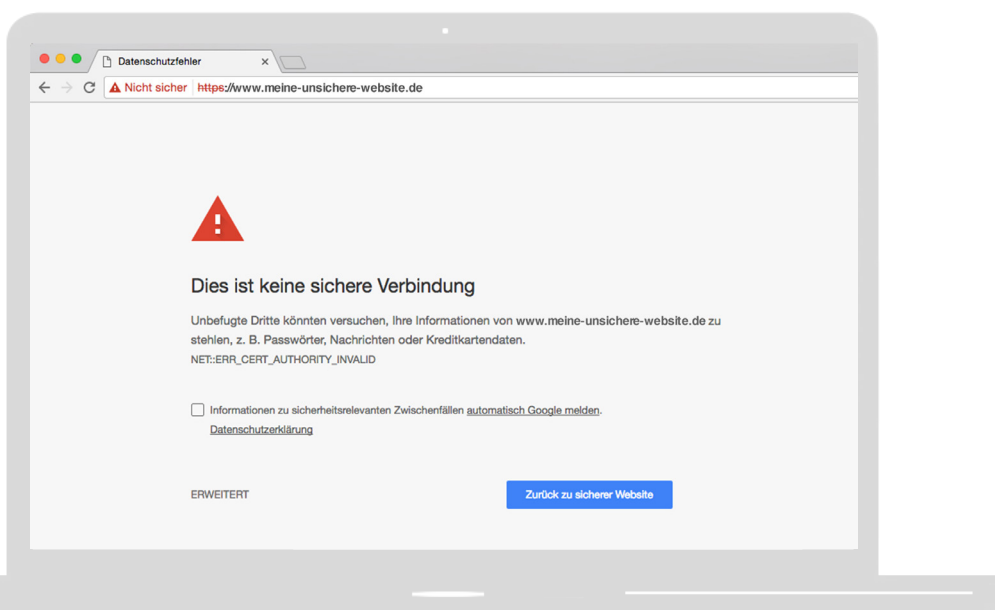 Datenschutzfehler
Nicht sicher https://www.meine-unsichere-website.de
Dies ist keine sichere Verbindung
Unbefugte Dritte könnten versuchen, Ihre Informationen von www.meine-unsichere-website.de zu
stehlen, z. B. Passwörter, Nachrichten oder Kreditkartendaten.
NET::ERR_CERT_AUTHORITY_INVALID
Informationen zu sicherheitsrelevanten Zwischenfällen automatisch Google melden.
Datenschutzerklärung
ERWEITERT
Zurück zu sicherer Website